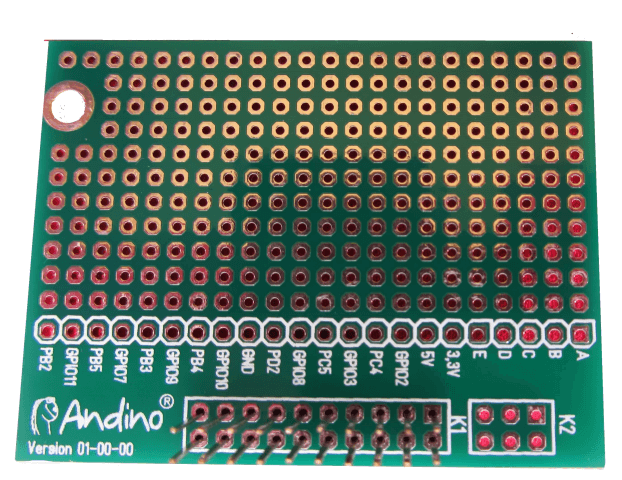 PB2 GPIO11 PB5 GPIO7 PB3 GPIO9 PB4 GPIO10 GND PD2 GPIO8 PD5 GPIO3 PC4 GPIO2 5V 3,3V E D C B A
Andino®
K1
K2
Version 01-00-00